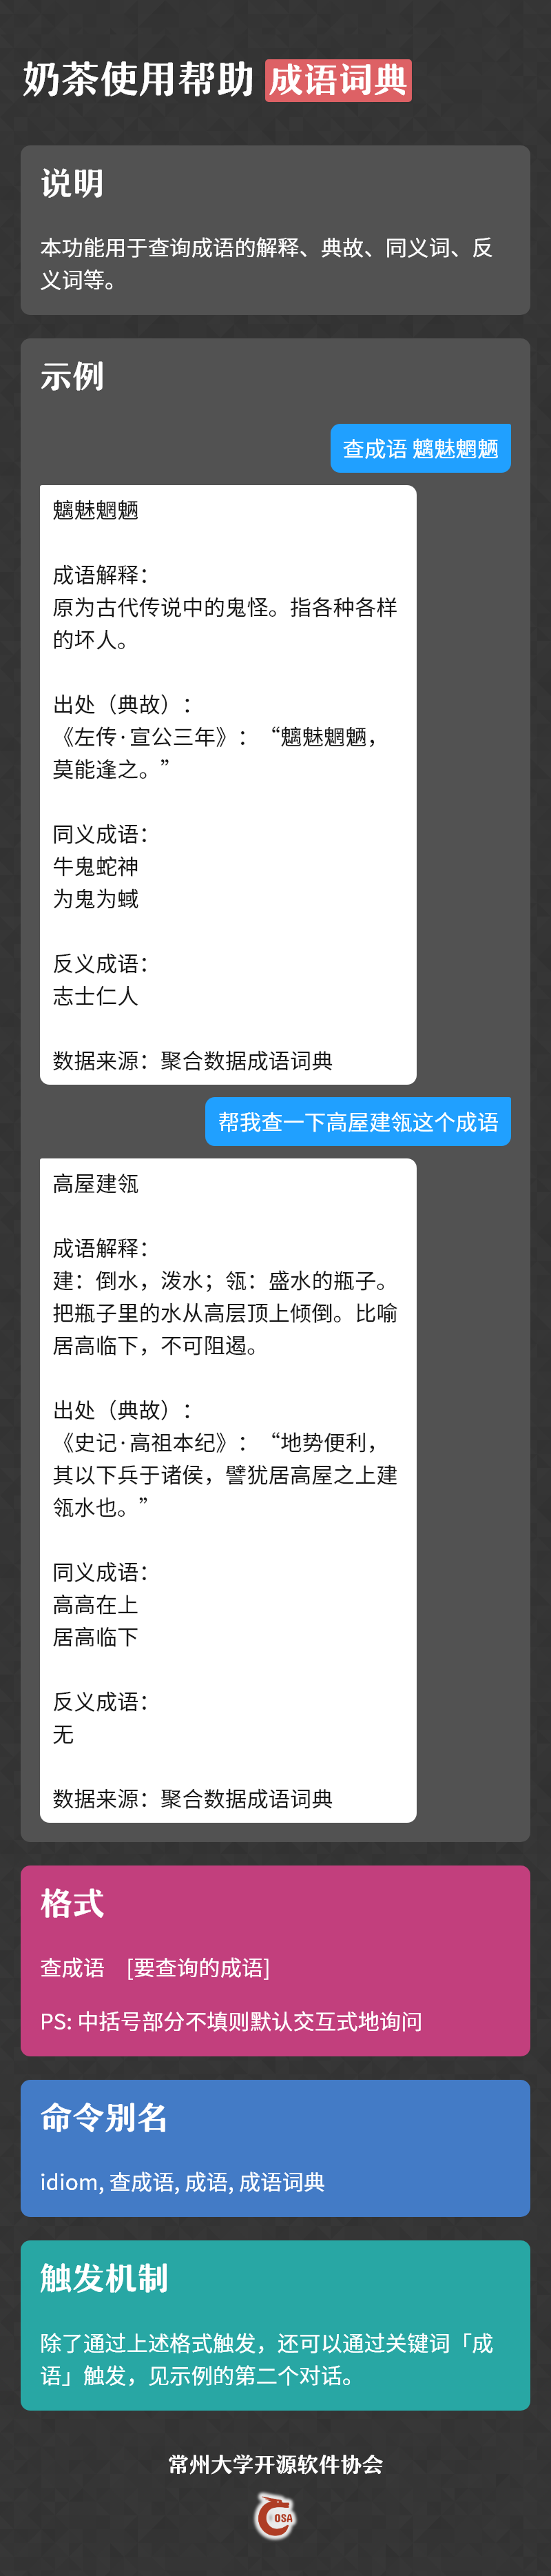 奶茶使用帮助 成语词典
说明
本功能用于查询成语的解释、典故、同义词、反
义词等。
示例
查成语 魑魅魍魉
魑魅魍魉
成语解释：
原为古代传说中的鬼怪。指各种各样
的坏人。
出处（典故）：
《左传·宣公三年》：“魑魅魍魉，
莫能逢之。”
同义成语：
牛鬼蛇神
为鬼为蜮
反义成语：
志士仁人
数据来源：聚合数据成语词典
帮我查一下高屋建瓴这个成语
高屋建瓴
成语解释：
建：倒水，泼水；瓴：盛水的瓶子。
把瓶子里的水从高层顶上倾倒。比喻
居高临下，不可阻遏。
出处（典故）：
《史记·高祖本纪》：“地势便利，
其以下兵于诸侯，譬犹居高屋之上建
瓴水也。”
同义成语：
高高在上
居高临下
反义成语：
无
数据来源：聚合数据成语词典
格式
查成语 [要查询的成语]
PS: 中括号部分不填则默认交互式地询问
命令别名
idiom, 查成语, 成语, 成语词典
触发机制
除了通过上述格式触发，还可以通过关键词「成
语」触发，见示例的第二个对话。
常州大学开源软件协会
OSA